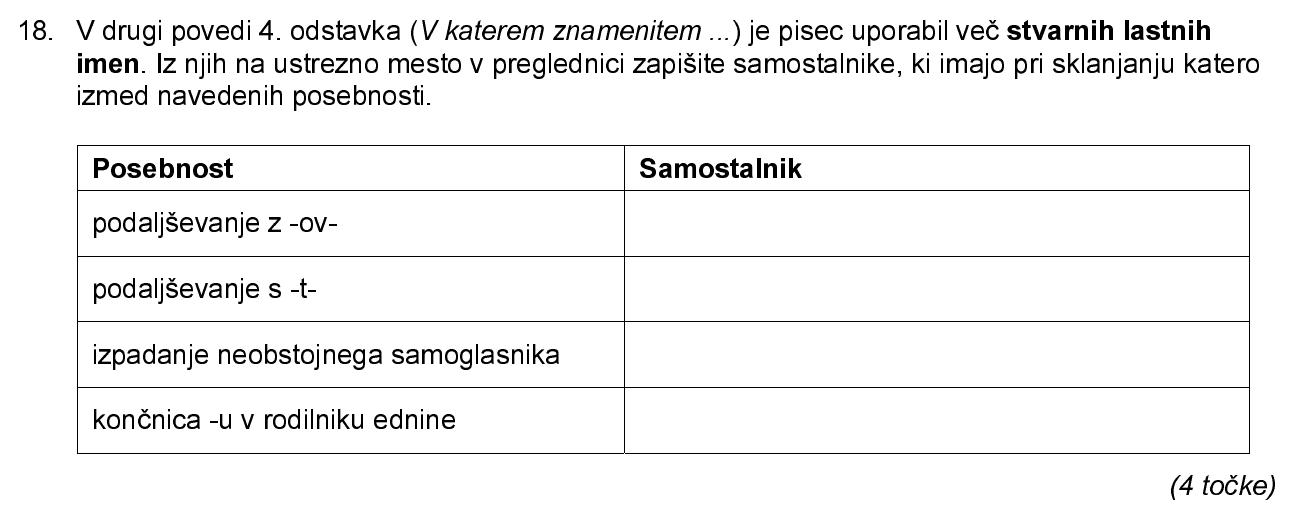 18. V drugi povedi 4. odstavka (V katerem znamenitem ...) je pisec uporabil več stvarnih lastnih
imen. Iz njih na ustrezno mesto v preglednici zapišite samostalnike, ki imajo pri sklanjanju katero
izmed navedenih posebnosti.
Posebnost Samostalnik
podaljševanje z -ov-
podaljševanje s -t-
izpadanje neobstojnega samoglasnika
končnica -u v rodilniku ednine
(4 točke)